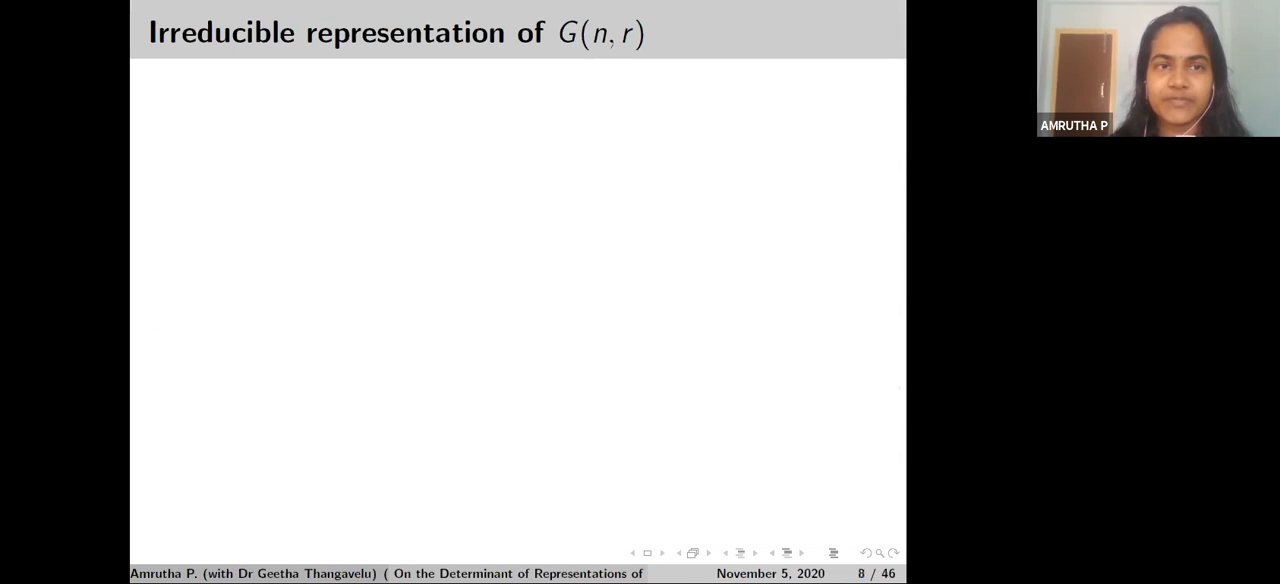 Irreducible representation of G(n, r)
AMRUTHA P
Amrutha P. (with Dr Geetha Thangavelu) ( On the Determinant of Representations of
November 5, 2020
8 / 46